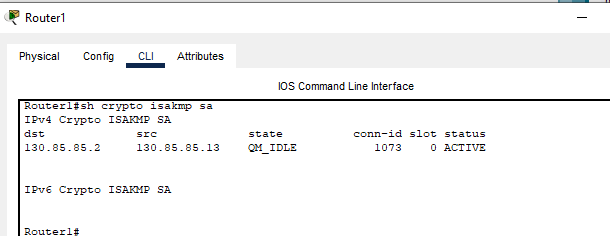 Router1
Physical Config CLI Attributes
IOS Command Line Interface
Router1#sh crypto isakmp sa
IPv4 Crypto ISAKMP SA
dst src state conn-id slot status
130.85.85.2 130.85.85.13 QM_IDLE 1073 0 ACTIVE
IPv6 Crypto ISAKMP SA
Router1#